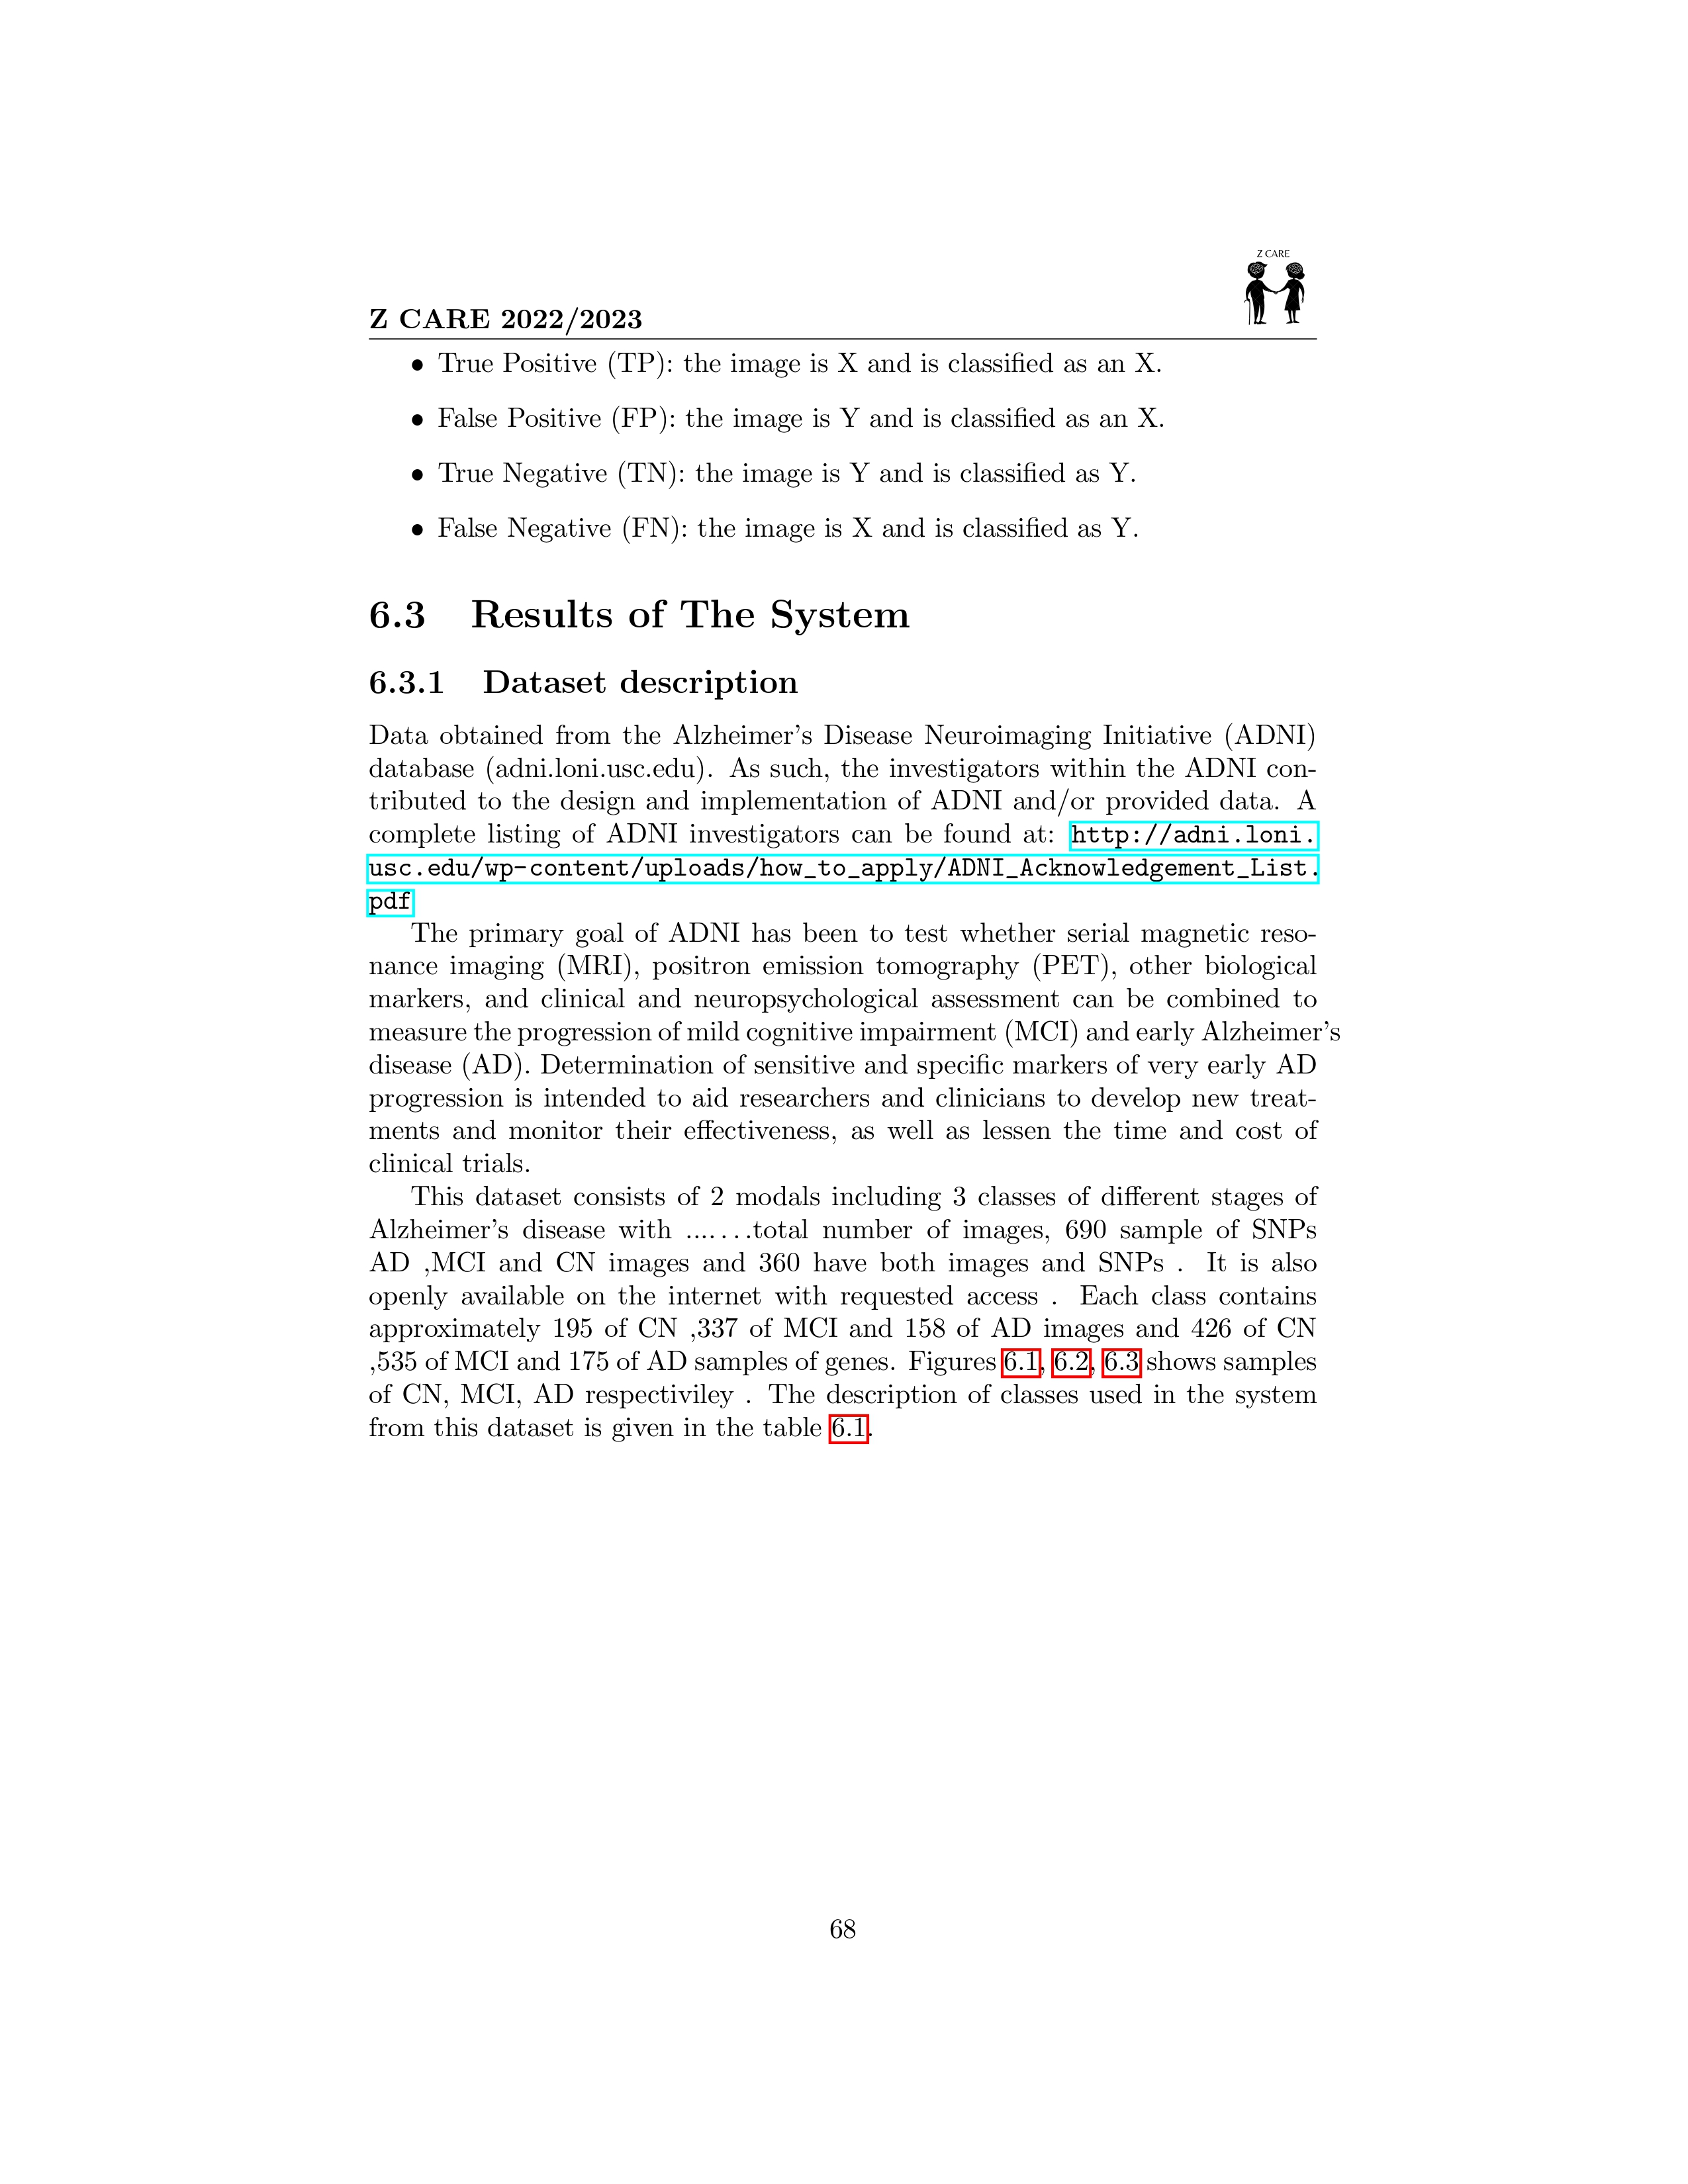 Z CARE
Z CARE 2022/2023
• True Positive (TP): the image is X and is classified as an X.
• False Positive (FP): the image is Y and is classified as an X.
• True Negative (TN): the image is Y and is classified as Y.
• False Negative (FN): the image is X and is classified as Y.
6.3 Results of The System
6.3.1 Dataset description
Data obtained from the Alzheimer's Disease Neuroimaging Initiative (ADNI)
database (adni.loni.usc.edu). As such, the investigators within the ADNI con-
tributed to the design and implementation of ADNI and/or provided data. A
complete listing of ADNI investigators can be found at: http://adni.loni.
usc.edu/wp-content/uploads/how_to_apply/ADNI_Acknowledgement_List.
pdf
The primary goal of ADNI has been to test whether serial magnetic reso-
nance imaging (MRI), positron emission tomography (PET), other biological
markers, and clinical and neuropsychological assessment can be combined to
measure the progression of mild cognitive impairment (MCI) and early Alzheimer's
disease (AD). Determination of sensitive and specific markers of very early AD
progression is intended to aid researchers and clinicians to develop new treat-
ments and monitor their effectiveness, as well as lessen the time and cost of
clinical trials.
This dataset consists of 2 modals including 3 classes of different stages of
Alzheimer's disease with .......total number of images, 690 sample of SNPs
AD ,MCI and CN images and 360 have both images and SNPs . It is also
openly available on the internet with requested access . Each class contains
approximately 195 of CN ,337 of MCI and 158 of AD images and 426 of CN
,535 of MCI and 175 of AD samples of genes. Figures 6.1, 6.2, 6.3 shows samples
of CN, MCI, AD respectiviley . The description of classes used in the system
from this dataset is given in the table 6.1.
68